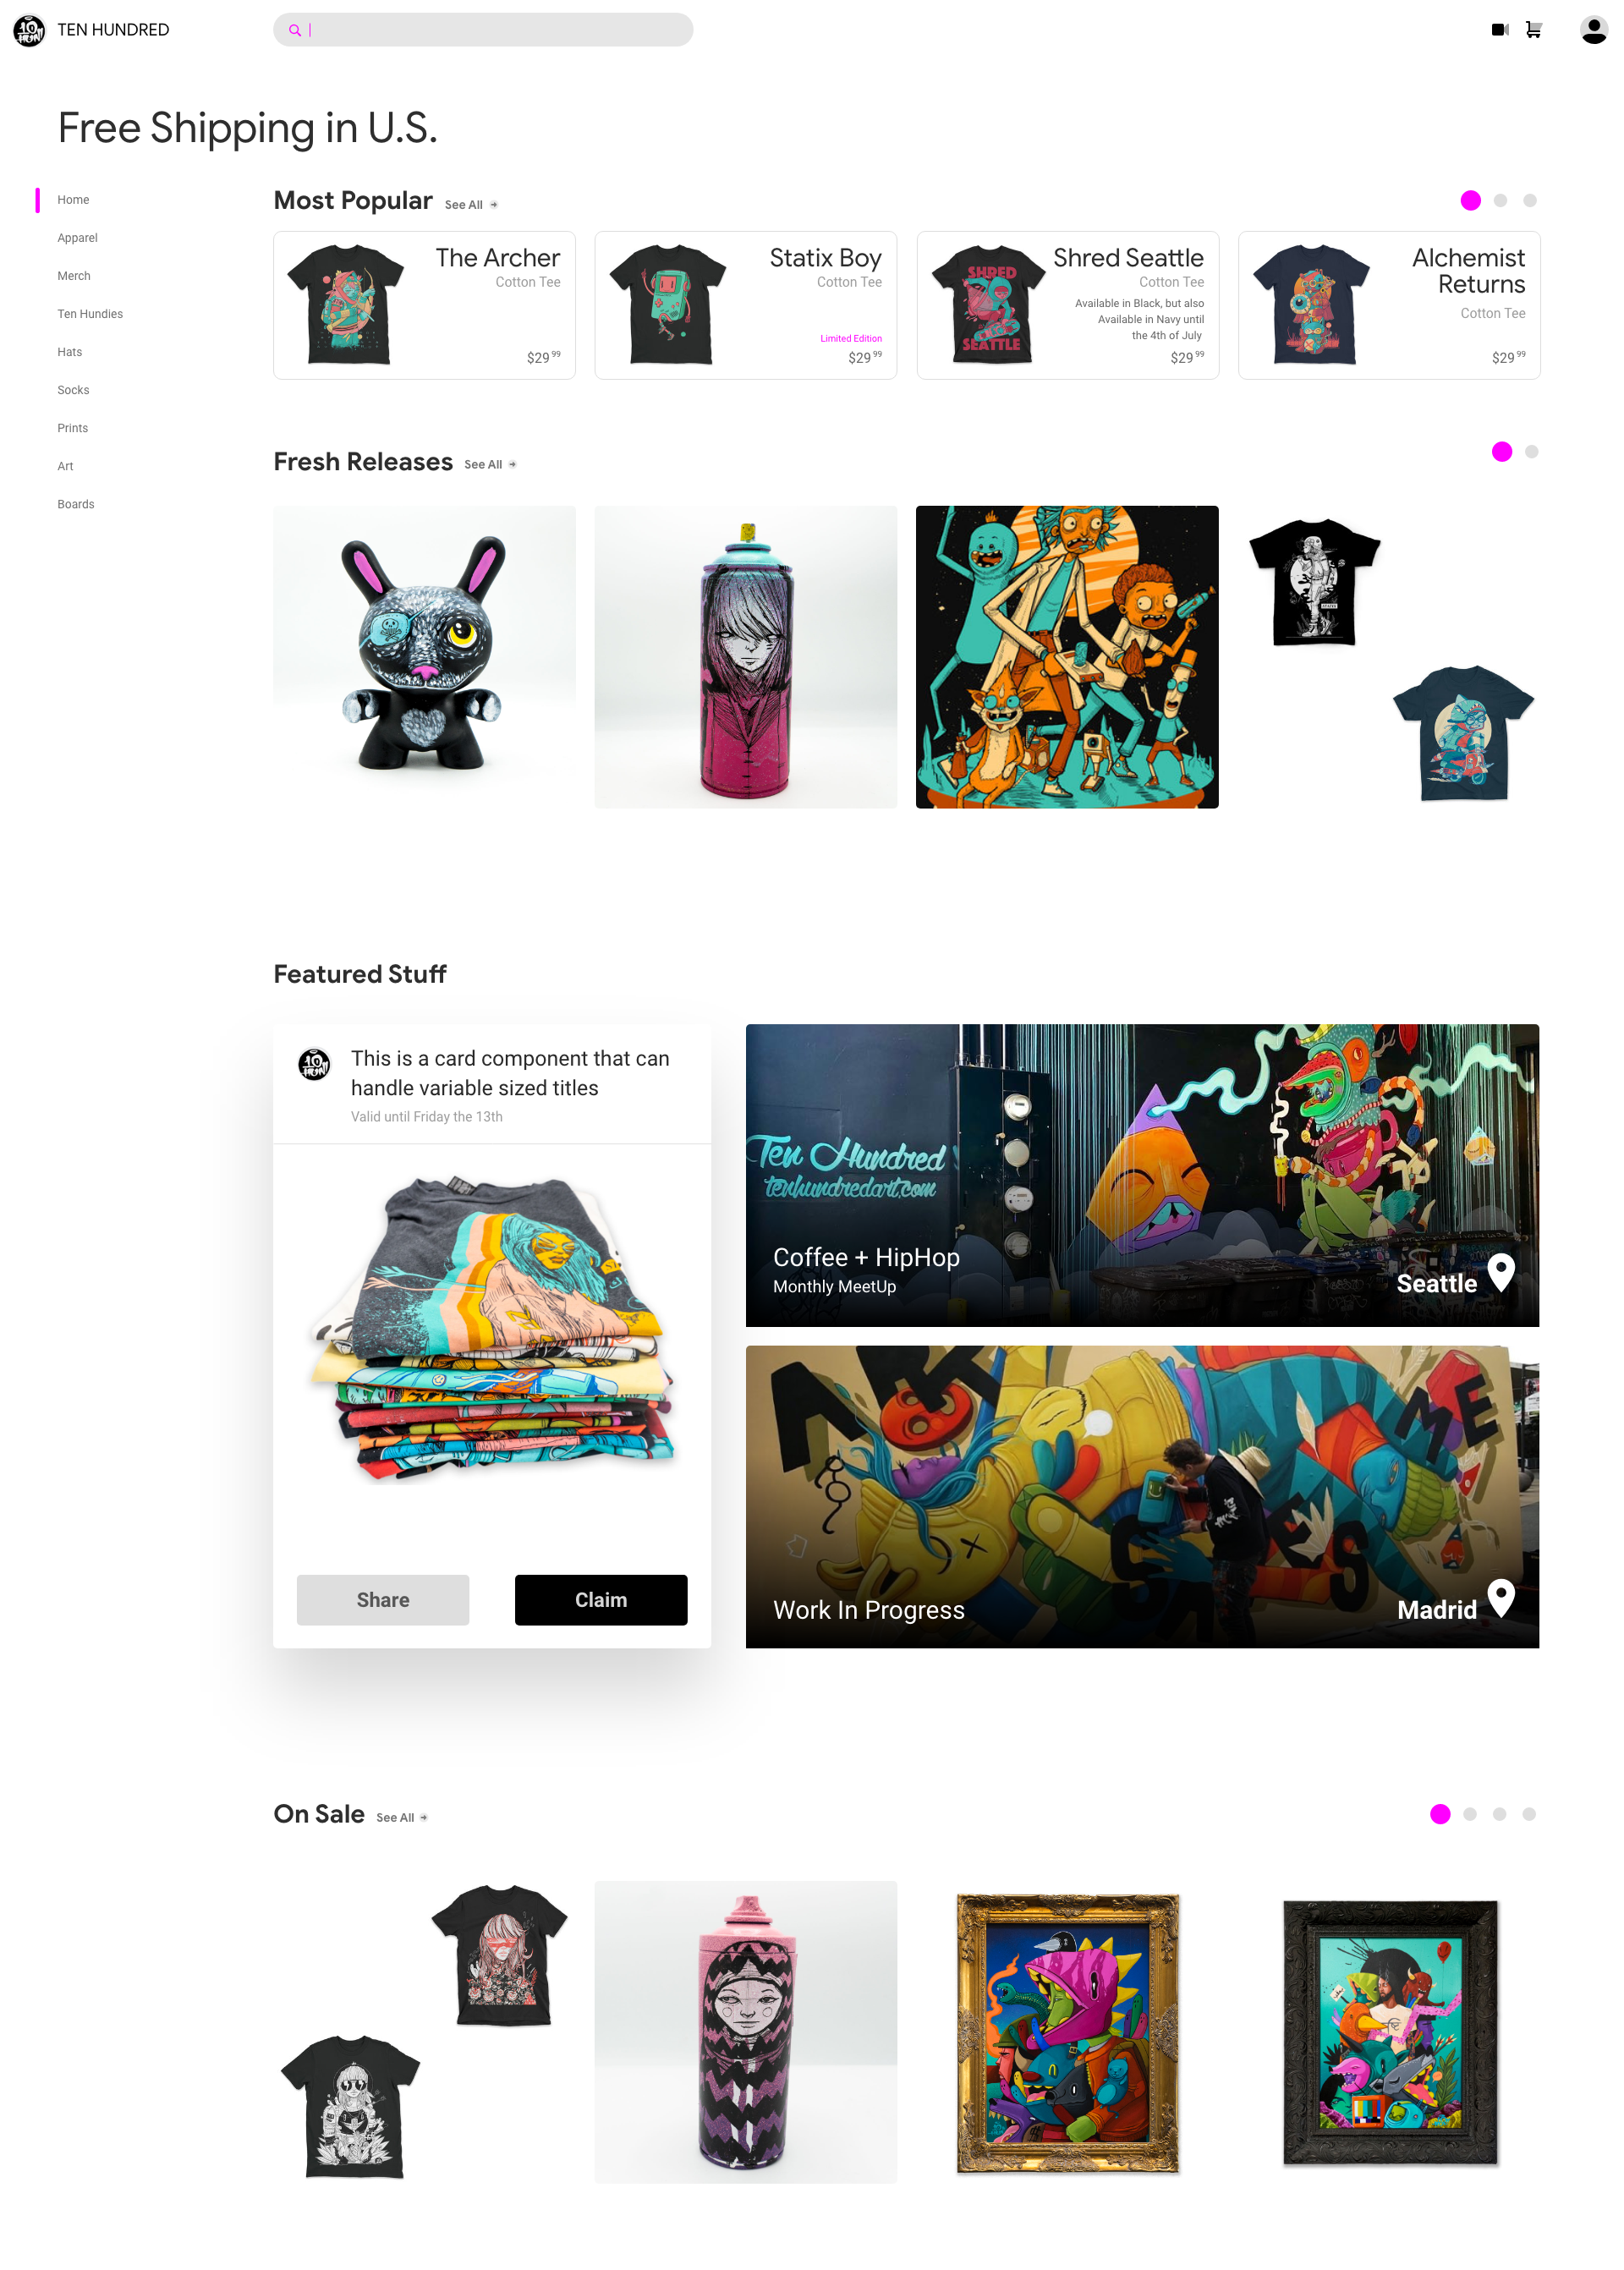 TEN HUNDRED
Free Shipping in U.S.
Home
Apparel
Merch
Ten Hundies
Hats
Socks
Prints
Art
Boards
Most Popular
See All
The Archer
Cotton Tee
$29 99
Statix Boy
Cotton Tee
Limited Edition
$29 99
SHRED
SEATTLE
Shred Seattle
Cotton Tee
Available in Black, but also
Available in Navy until
the 4th of July
$29 99
Alchemist
Returns
Cotton Tee
$29 99
Fresh Releases
See All
Featured Stuff
This is a card component that can
handle variable sized titles
Valid until Friday the 13th
Share
Claim
Ten Hundred
tenhundredart.com
Coffee + HipHop
Monthly MeetUp
Seattle
Work In Progress
Madrid
On Sale
See All